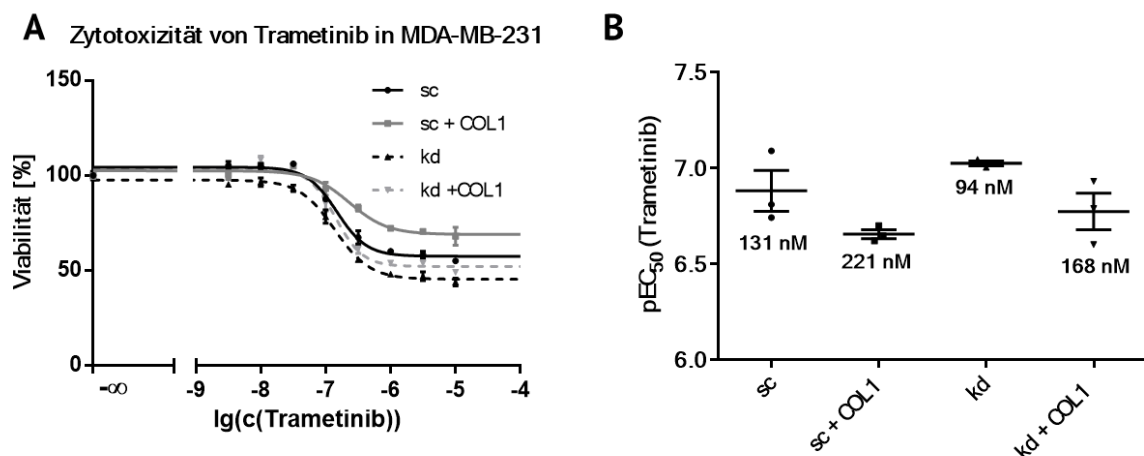 A
Zytotoxizität von Trametinib in MDA-MB-231
150
100
50
0
Viabilität [%]
sc
sc + COL1
kd
kd +COL1
-∞
-9
-8
-7
-6
-5
-4
lg(c(Trametinib))
B
7.5
7.0
6.5
6.0
pEC50 (Trametinib)
131 nM
221 nM
94 nM
168 nM
sc
sc + COL1
kd
kd + COL1